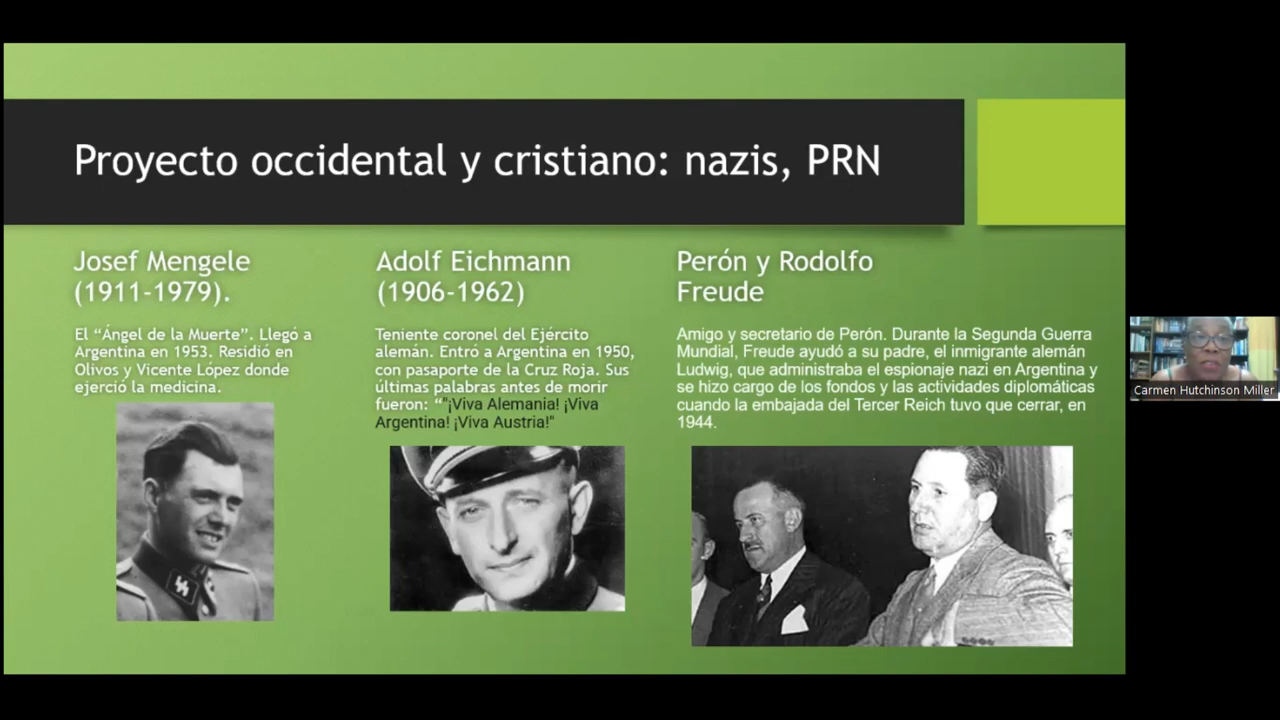 Proyecto occidental y cristiano: nazis, PRN
Josef Mengele
(1911-1979).
El “Ángel de la Muerte”. Llegó a
Argentina en 1953. Residió en
Olivos y Vicente López donde
ejerció la medicina.
Adolf Eichmann
(1906-1962)
Teniente coronel del Ejército
alemán. Entró a Argentina en 1950,
con pasaporte de la Cruz Roja. Sus
últimas palabras antes de morir
fueron: “"¡Viva Alemania! ¡Viva
Argentina! ¡Viva Austria!"
Perón y Rodolfo
Freude
Amigo y secretario de Perón. Durante la Segunda Guerra
Mundial, Freude ayudó a su padre, el inmigrante alemán
Ludwig, que administraba el espionaje nazi en Argentina y
se hizo cargo de los fondos y las actividades diplomáticas
cuando la embajada del Tercer Reich tuvo que cerrar, en
1944.
Carmen Hutchinson Miller